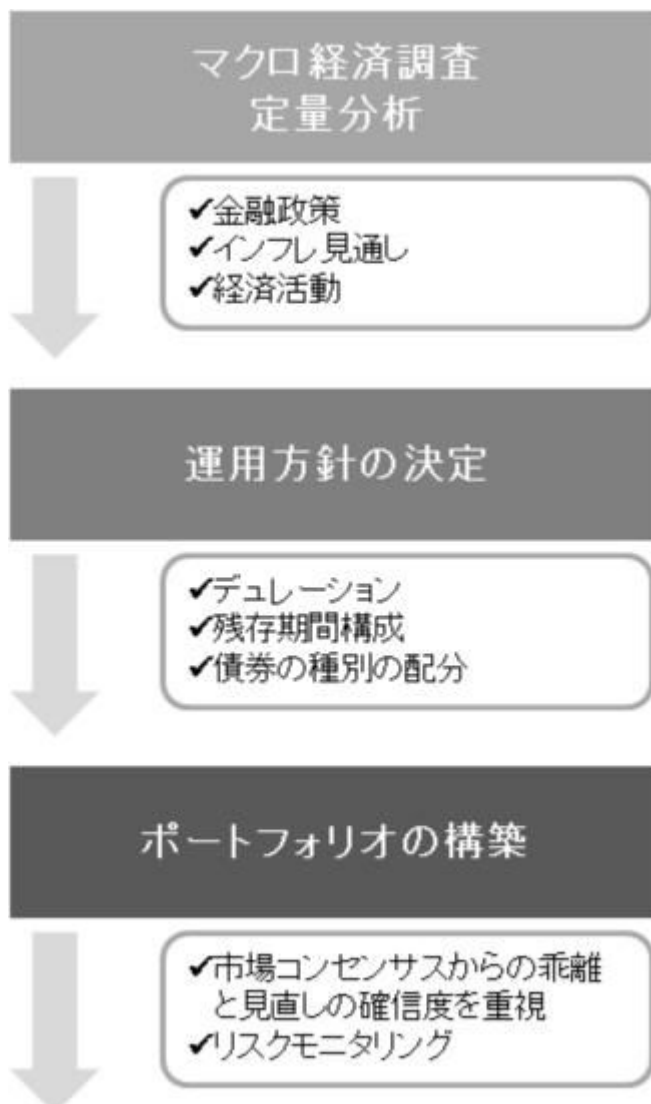 マクロ経済調査
定量分析
✓金融政策
✓インフレ見通し
✓経済活動
運用方針の決定
✓デュレーション
✓残存期間構成
✓債券の種別の配分
ポートフォリオの構築
✓市場コンセンサスからの乖離
と見直しの確信度を重視
✓リスクモニタリング